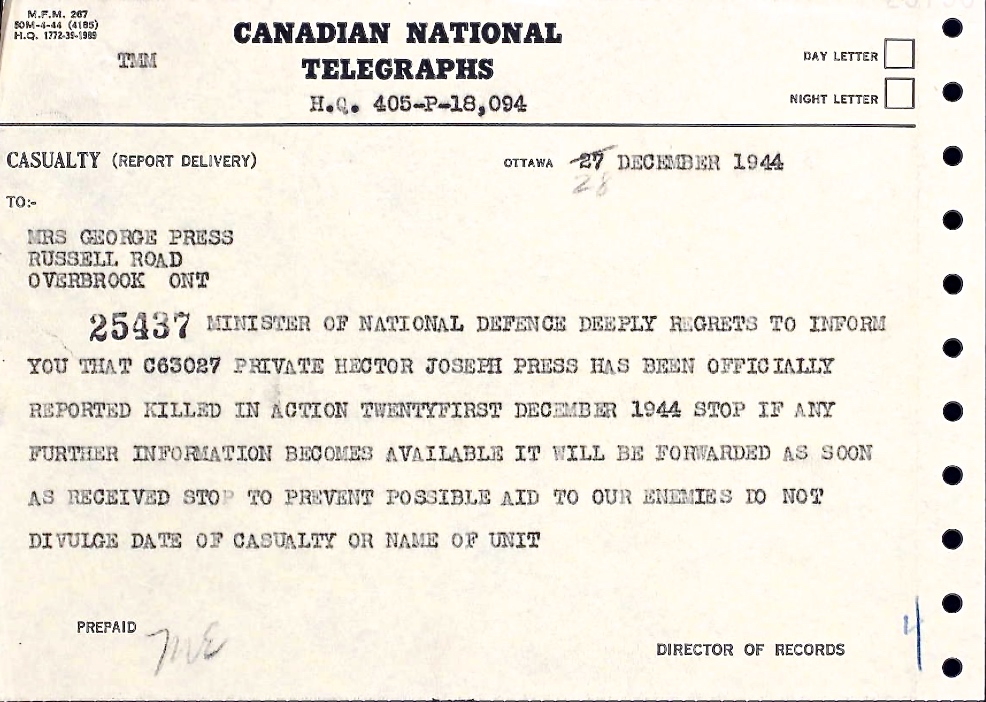 M.F.M. 267
50M-4-44 (4185)
H.Q. 1772-39-1989
TMM
CANADIAN NATIONAL
TELEGRAPHS
H.Q. 405-P-18,094
DAY LETTER
NIGHT LETTER
CASUALTY (REPORT DELIVERY)
OTTAWA 27 DECEMBER 1944
28
TO:-
MRS GEORGE PRESS
RUSSELL ROAD
OVERBROOK ONT
25437 MINISTER OF NATIONAL DEFENCE DEEPLY REGRETS TO INFORM
YOU THAT C63027 PRIVATE HECTOR JOSEPH PRESS HAS BEEN OFFICIALLY
REPORTED KILLED IN ACTION TWENTYFIRST DECEMBER 1944 STOP IF ANY
FURTHER INFORMATION BECOMES AVAILABLE IT WILL BE FORWARDED AS SOON
AS RECEIVED STOP TO PREVENT POSSIBLE AID TO OUR ENEMIES DO NOT
DIVULGE DATE OF CASUALTY OR NAME OF UNIT
PREPAID
DIRECTOR OF RECORDS